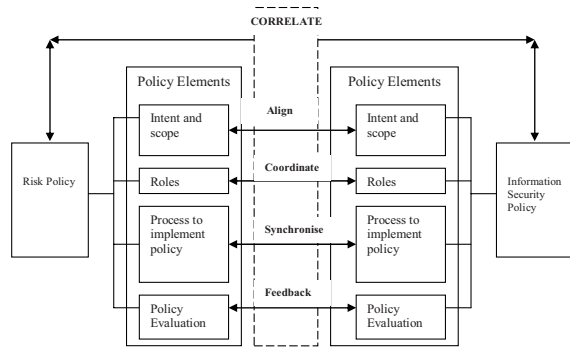 CORRELATE
Policy Elements
Policy Elements
Intent and
scope
Align
Intent and
scope
Risk Policy
Roles
Coordinate
Roles
Information
Security
Policy
Process to
implement
policy
Synchronise
Process to
implement
policy
Policy
Evaluation
Feedback
Policy
Evaluation